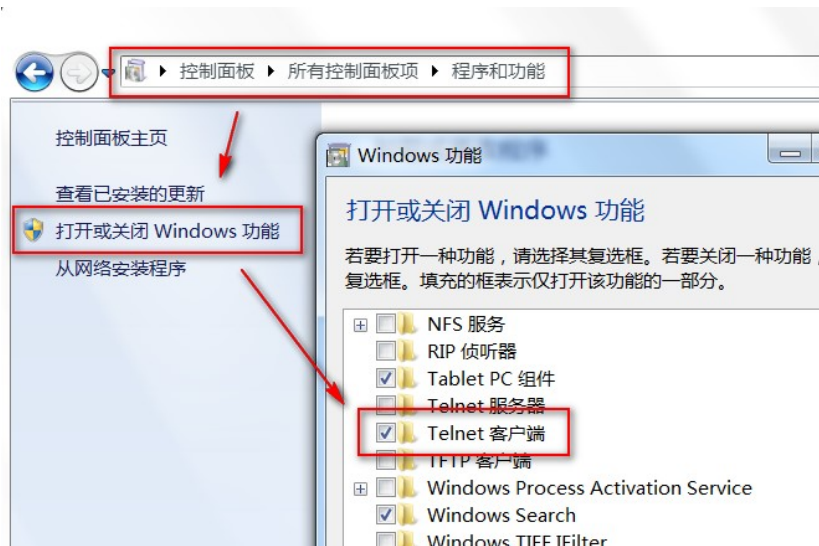 控制面板 ▸ 所有控制面板项 ▸ 程序和功能
控制面板主页
查看已安装的更新
打开或关闭 Windows 功能
从网络安装程序
Windows 功能
打开或关闭 Windows 功能
若要打开一种功能，请选择其复选框。若要关闭一种功能，
复选框。填充的框表示仅打开该功能的一部分。
NFS 服务
RIP 侦听器
Tablet PC 组件
Telnet 服务器
Telnet 客户端
TFTP 客户端
Windows Process Activation Service
Windows Search
Windows TIFF IFilter